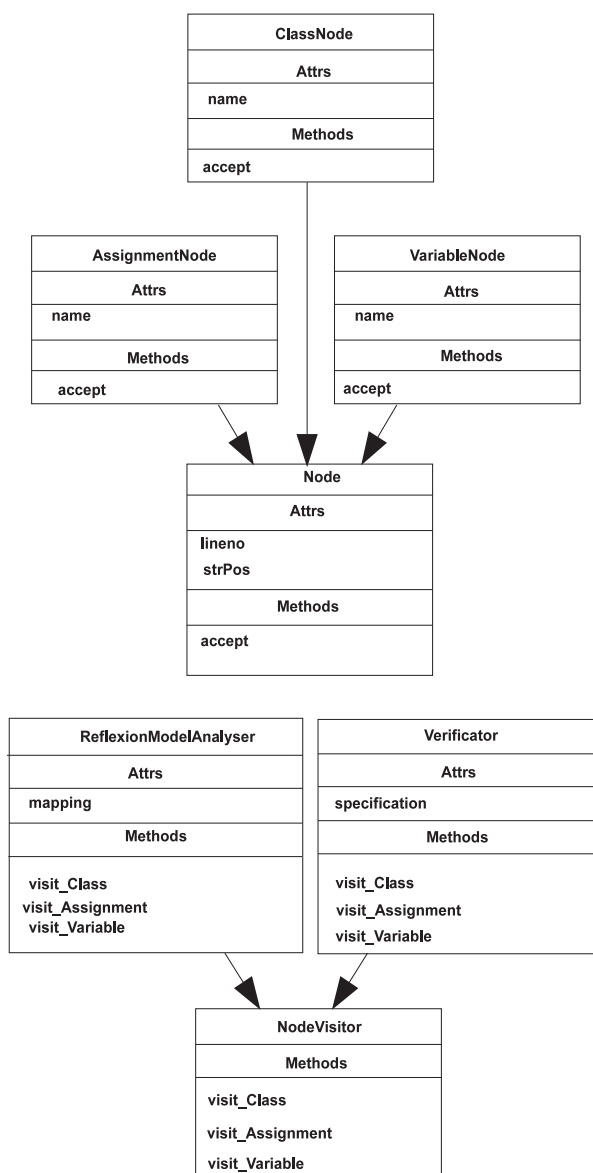 ClassNode
Attrs
name
Methods
accept
AssignmentNode
Attrs
name
Methods
accept
VariableNode
Attrs
name
Methods
accept
Node
Attrs
lineno
strPos
Methods
accept
ReflexionModelAnalyser
Attrs
mapping
Methods
visit_Class
visit_Assignment
visit_Variable
Verificator
Attrs
specification
Methods
visit_Class
visit_Assignment
visit_Variable
NodeVisitor
Methods
visit_Class
visit_Assignment
visit_Variable